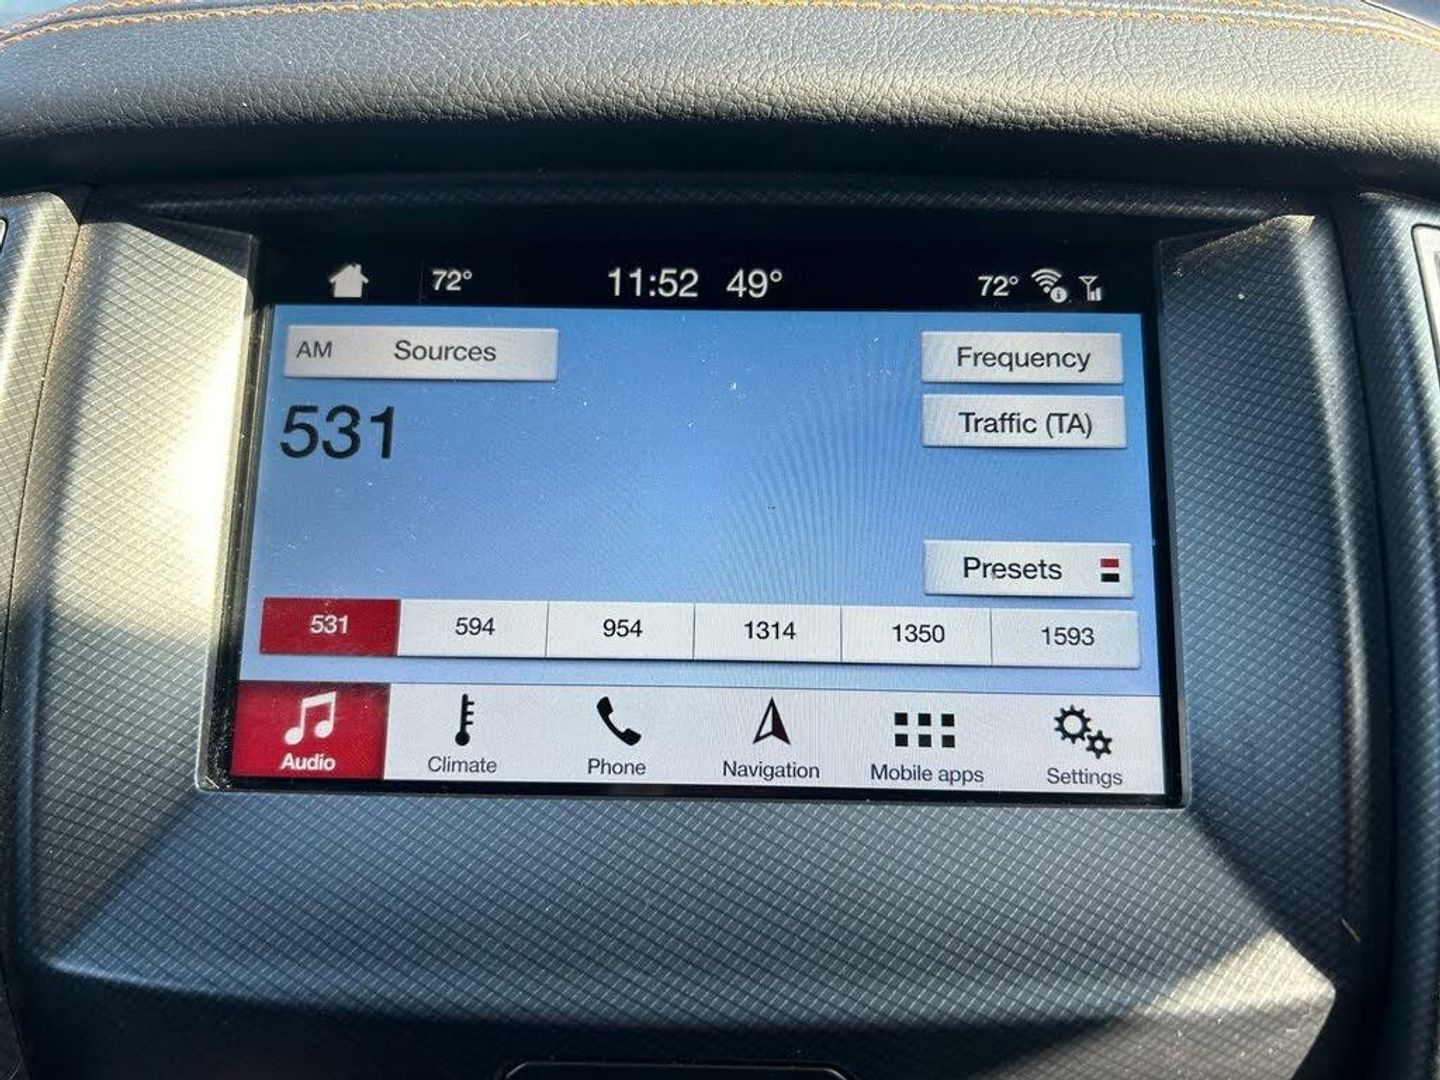 72° 11:52 49° 72°
AM Sources
Frequency
531
Traffic (TA)
Presets
531 594 954 1314 1350 1593
Audio Climate Phone Navigation Mobile apps Settings